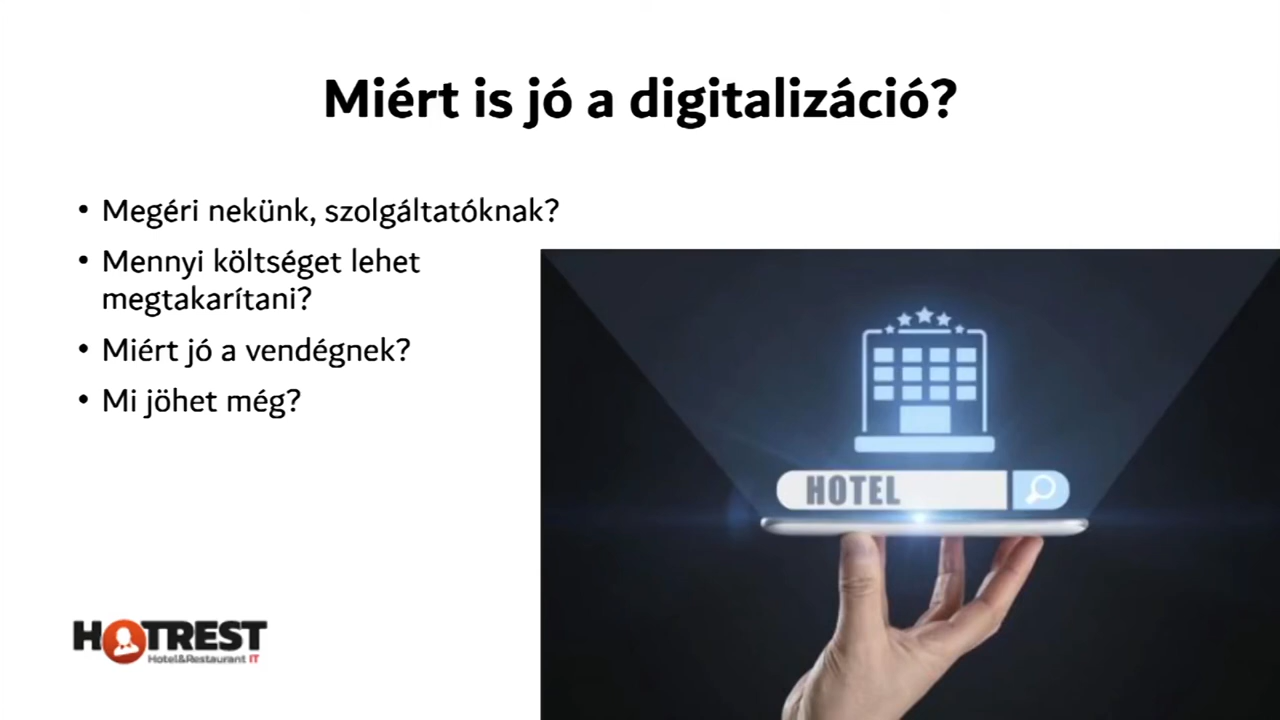 Miért is jó a digitalizáció?
• Megéri nekünk, szolgáltatóknak?
• Mennyi költséget lehet
megtakarítani?
• Miért jó a vendégnek?
• Mi jöhet még?
HOTEL
HOTREST
Hotel&Restaurant IT